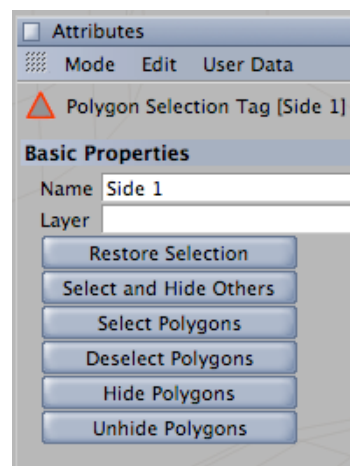 Attributes
Mode Edit User Data
Polygon Selection Tag [Side 1]
Basic Properties
Name Side 1
Layer
Restore Selection
Select and Hide Others
Select Polygons
Deselect Polygons
Hide Polygons
Unhide Polygons